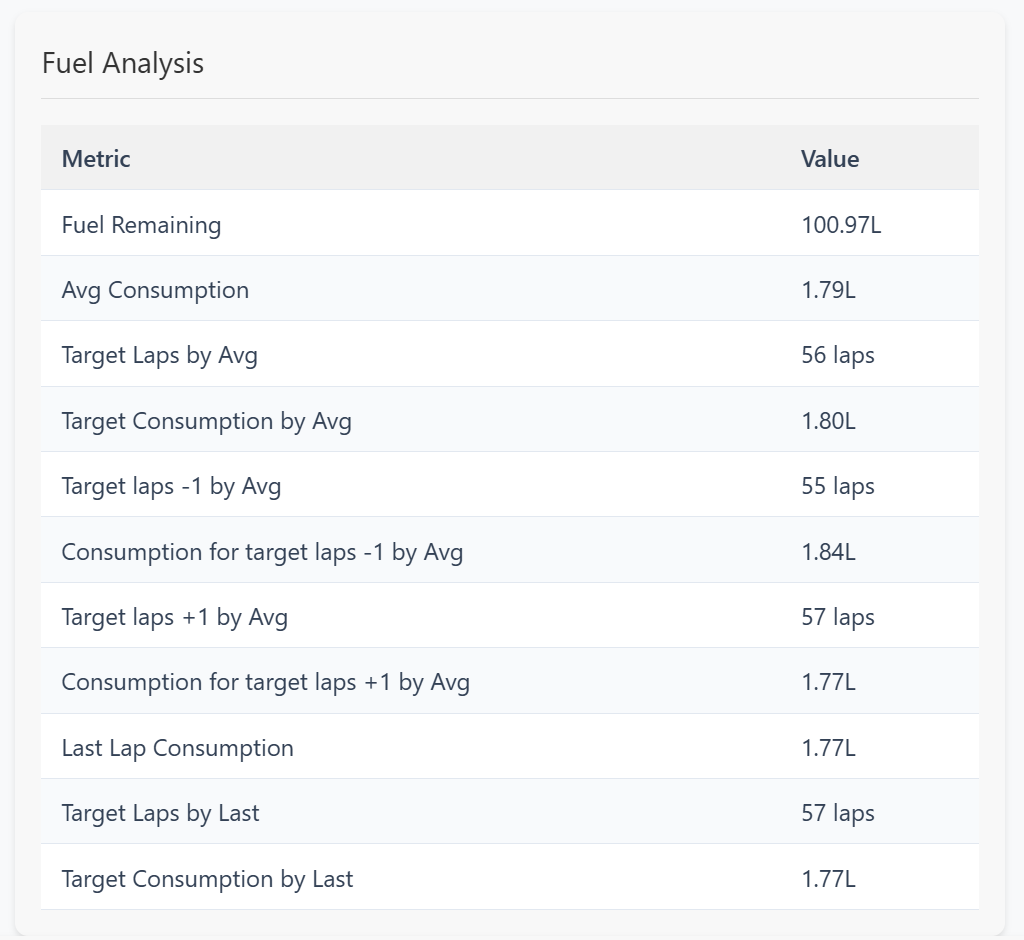 Fuel Analysis
Metric Value
Fuel Remaining 100.97L
Avg Consumption 1.79L
Target Laps by Avg 56 laps
Target Consumption by Avg 1.80L
Target laps -1 by Avg 55 laps
Consumption for target laps -1 by Avg 1.84L
Target laps +1 by Avg 57 laps
Consumption for target laps +1 by Avg 1.77L
Last Lap Consumption 1.77L
Target Laps by Last 57 laps
Target Consumption by Last 1.77L